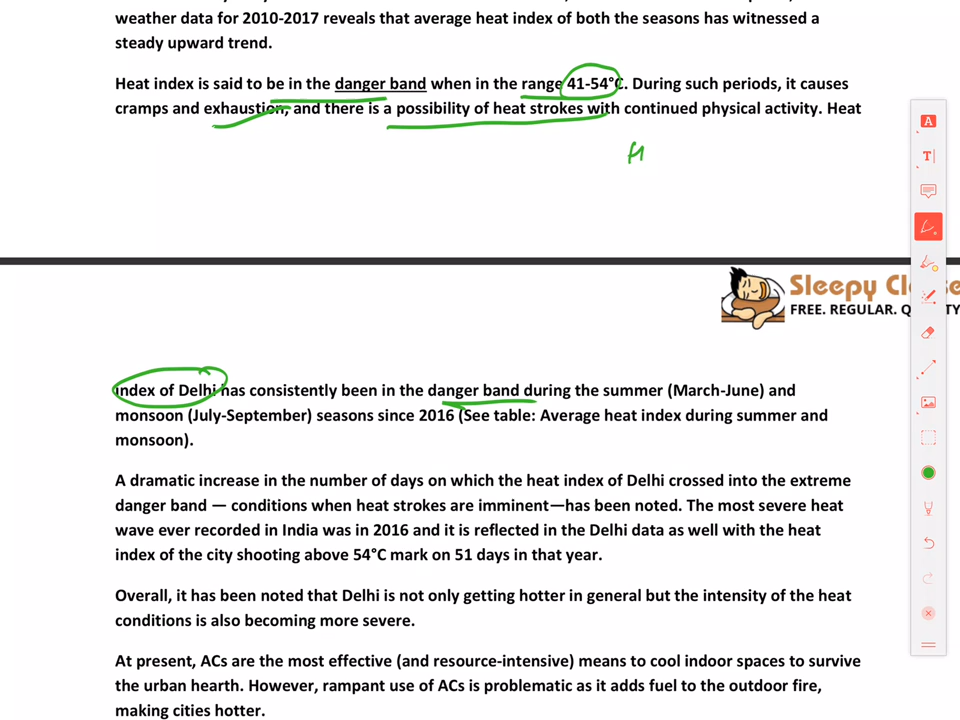 weather data for 2010-2017 reveals that average heat index of both the seasons has witnessed a
steady upward trend.
Heat index is said to be in the danger band when in the range 41-54°C. During such periods, it causes
cramps and exhaustion, and there is a possibility of heat strokes with continued physical activity. Heat
H
Sleepy Cl
FREE. REGULAR. Q TY
index of Delhi has consistently been in the danger band during the summer (March-June) and
monsoon (July-September) seasons since 2016 (See table: Average heat index during summer and
monsoon).
A dramatic increase in the number of days on which the heat index of Delhi crossed into the extreme
danger band — conditions when heat strokes are imminent—has been noted. The most severe heat
wave ever recorded in India was in 2016 and it is reflected in the Delhi data as well with the heat
index of the city shooting above 54°C mark on 51 days in that year.
Overall, it has been noted that Delhi is not only getting hotter in general but the intensity of the heat
conditions is also becoming more severe.
At present, ACs are the most effective (and resource-intensive) means to cool indoor spaces to survive
the urban hearth. However, rampant use of ACs is problematic as it adds fuel to the outdoor fire,
making cities hotter.